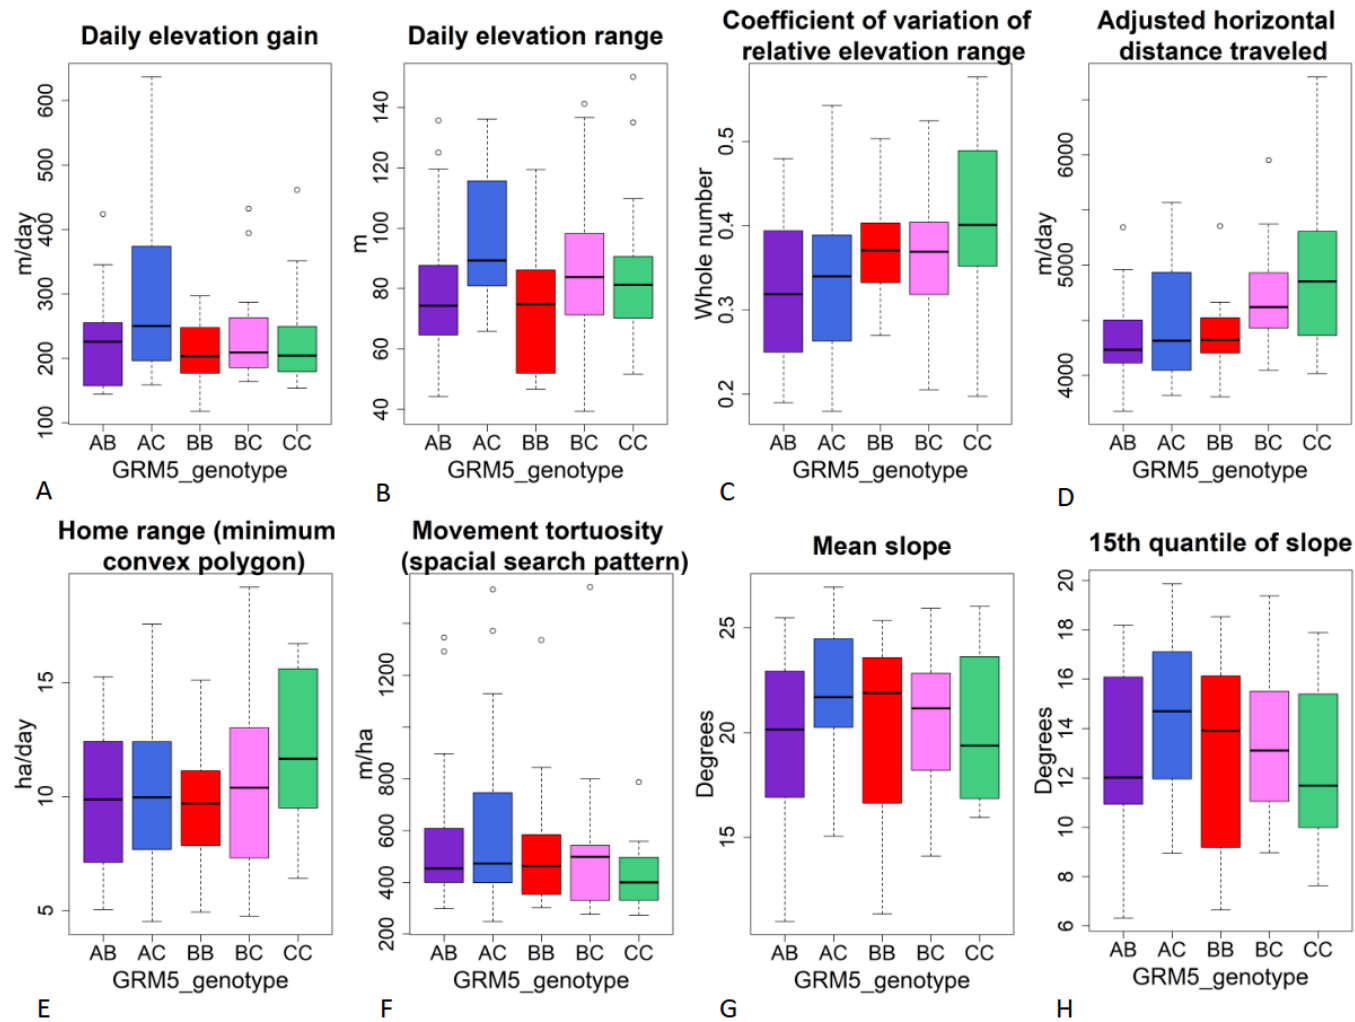 Daily elevation gain
m/day
100 200 300 400 500 600
AB AC BB BC CC
GRM5_genotype
A
Daily elevation range
m
40 60 80 100 120 140
AB AC BB BC CC
GRM5_genotype
B
Coefficient of variation of
relative elevation range
Whole number
0.2 0.3 0.4 0.5
AB AC BB BC CC
GRM5_genotype
C
Adjusted horizontal
distance traveled
m/day
4000 5000 6000
AB AC BB BC CC
GRM5_genotype
D
Home range (minimum
convex polygon)
ha/day
5 10 15
AB AC BB BC CC
GRM5_genotype
E
Movement tortuosity
(spacial search pattern)
m/ha
200 400 600 800 1200
AB AC BB BC CC
GRM5_genotype
F
Mean slope
Degrees
15 20 25
AB AC BB BC CC
GRM5_genotype
G
15th quantile of slope
Degrees
6 8 10 12 14 16 18 20
AB AC BB BC CC
GRM5_genotype
H